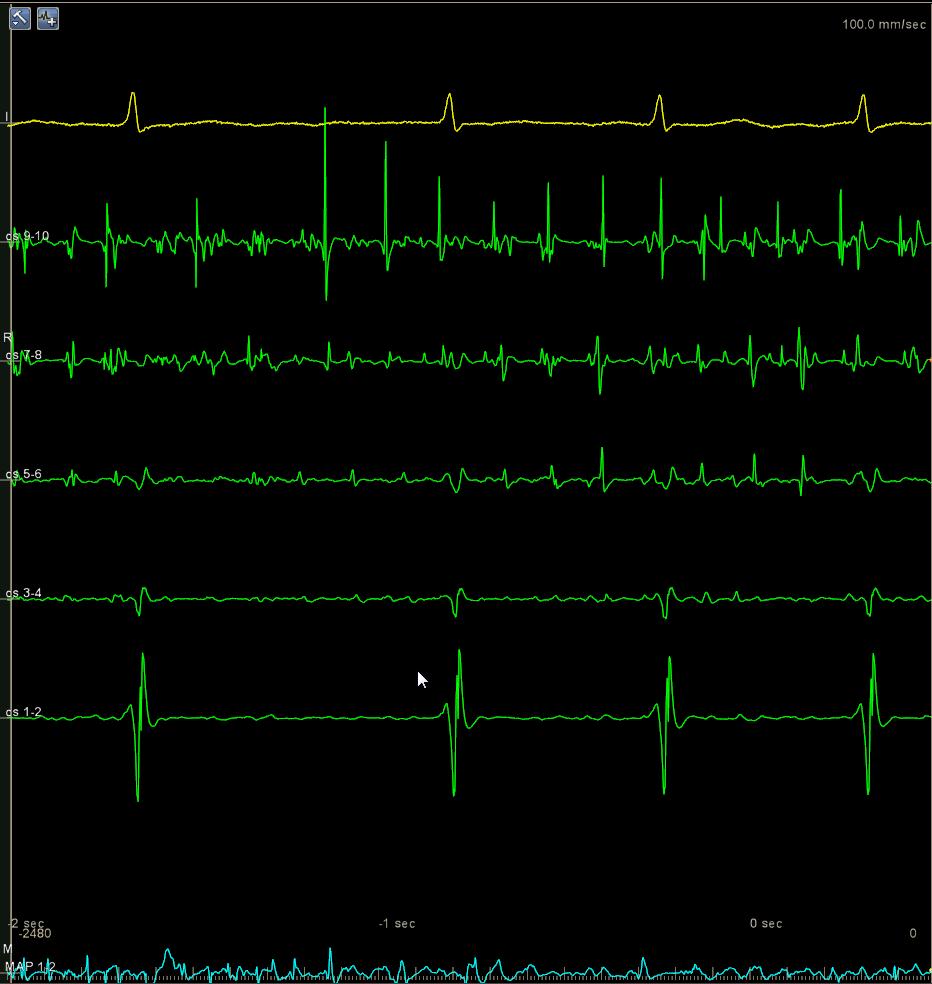 100.0 mm/sec
I
cs 9-10
R
cs 7-8
cs 5-6
cs 3-4
cs 1-2
-2 sec
-1 sec
0 sec
-2480
0
M
MAP 1-2